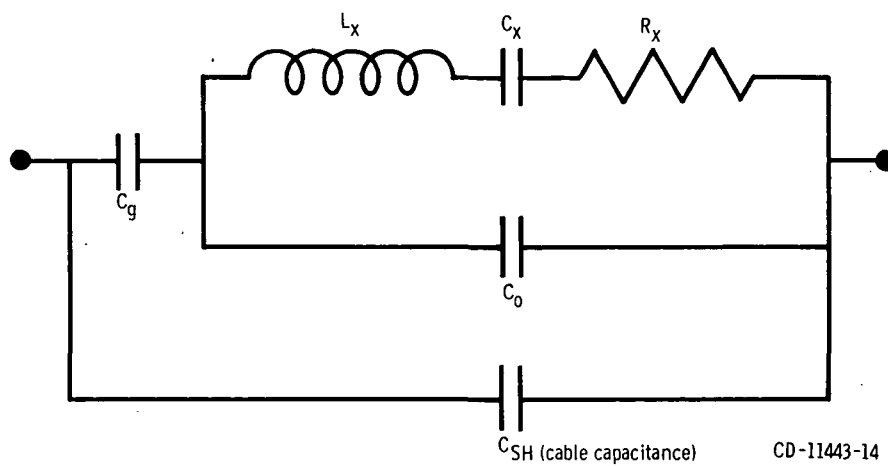 Lx
Cx
Rx
Cg
Co
CSH (cable capacitance)
CD-11443-14